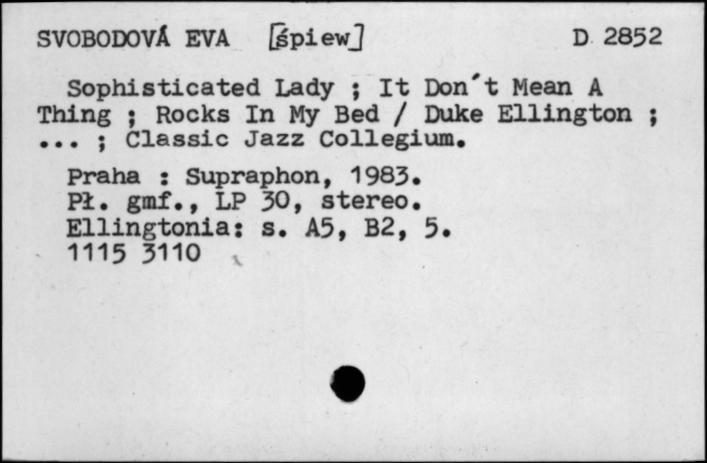 SVOBODOVÁ EVA [śpiew] D 2852
Sophisticated Lady ; It Don´t Mean A
Thing ; Rocks In My Bed / Duke Ellington ;
... ; Classic Jazz Collegium.
Praha : Supraphon, 1983.
Pł. gmf., LP 30, stereo.
Ellingtonia: s. A5, B2, 5.
1115 3110